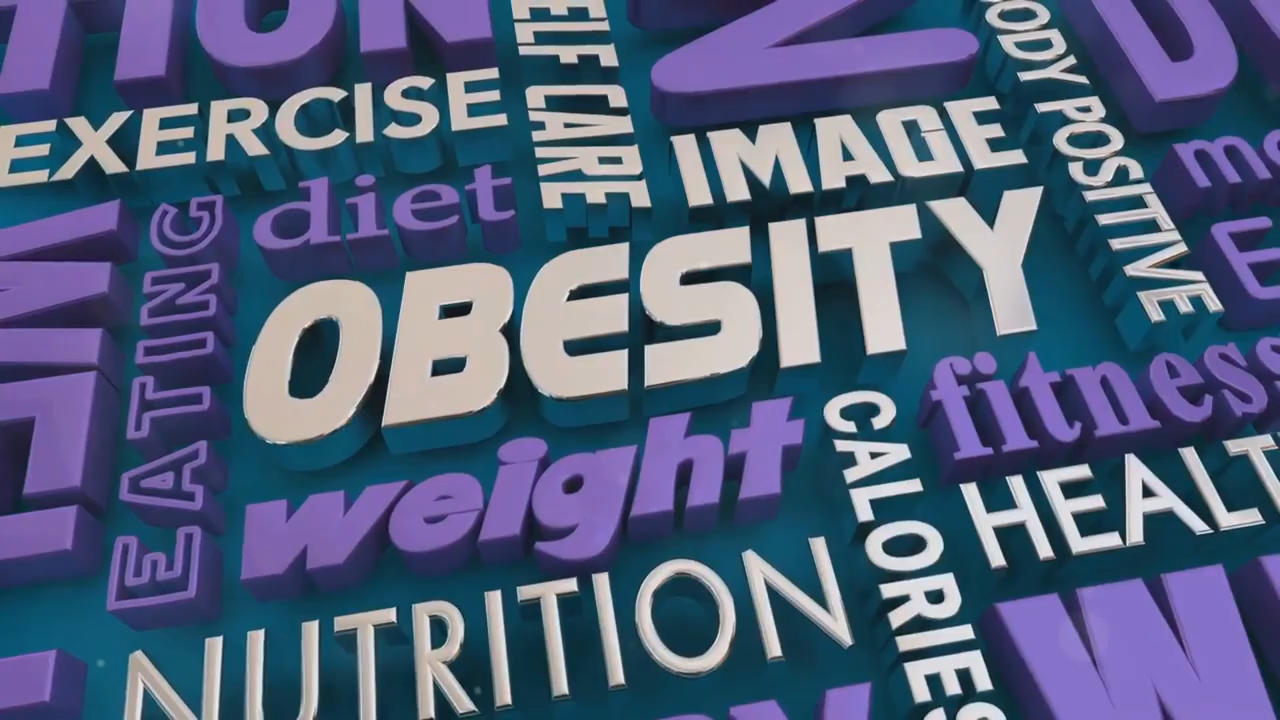 EXERCISE
SELF CARE
IMAGE
BODY POSITIVE
diet
EATING
OBESITY
fitness
weight
CALORIES
HEALTH
NUTRITION